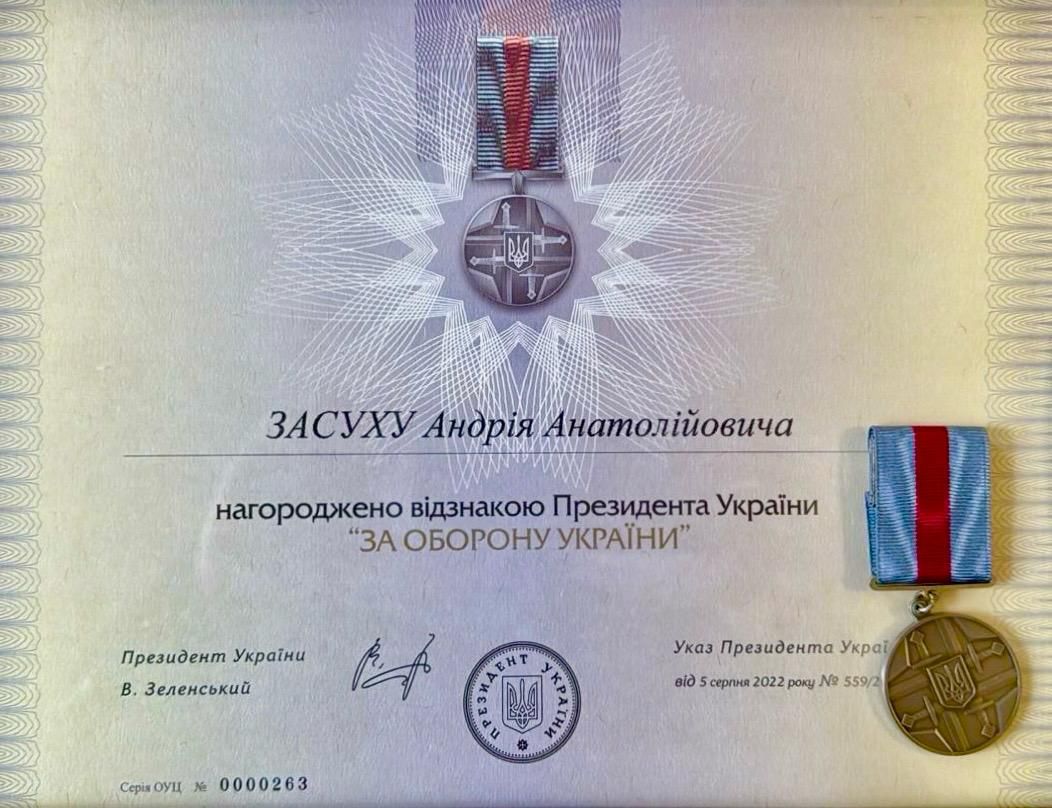 ЗАСУХУ Андрія Анатолійовича
нагороджено відзнакою Президента України
“ЗА ОБОРОНУ УКРАЇНИ”
Президент України
В. Зеленський
ПРЕЗИДЕНТ УКРАЇНИ
Указ Президента Украї
від 5 серпня 2022 року № 559/2
Серія ОУЦ № 0000263